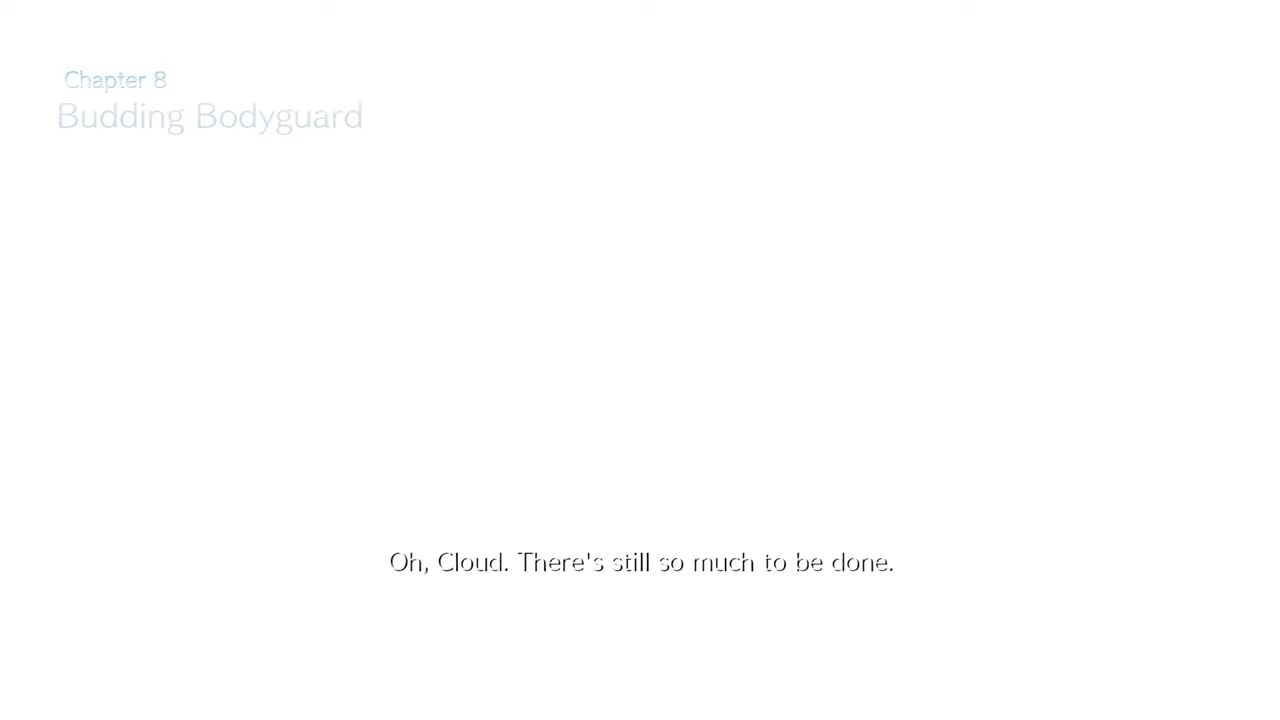 Chapter 8
Budding Bodyguard
Oh, Cloud. There's still so much to be done.